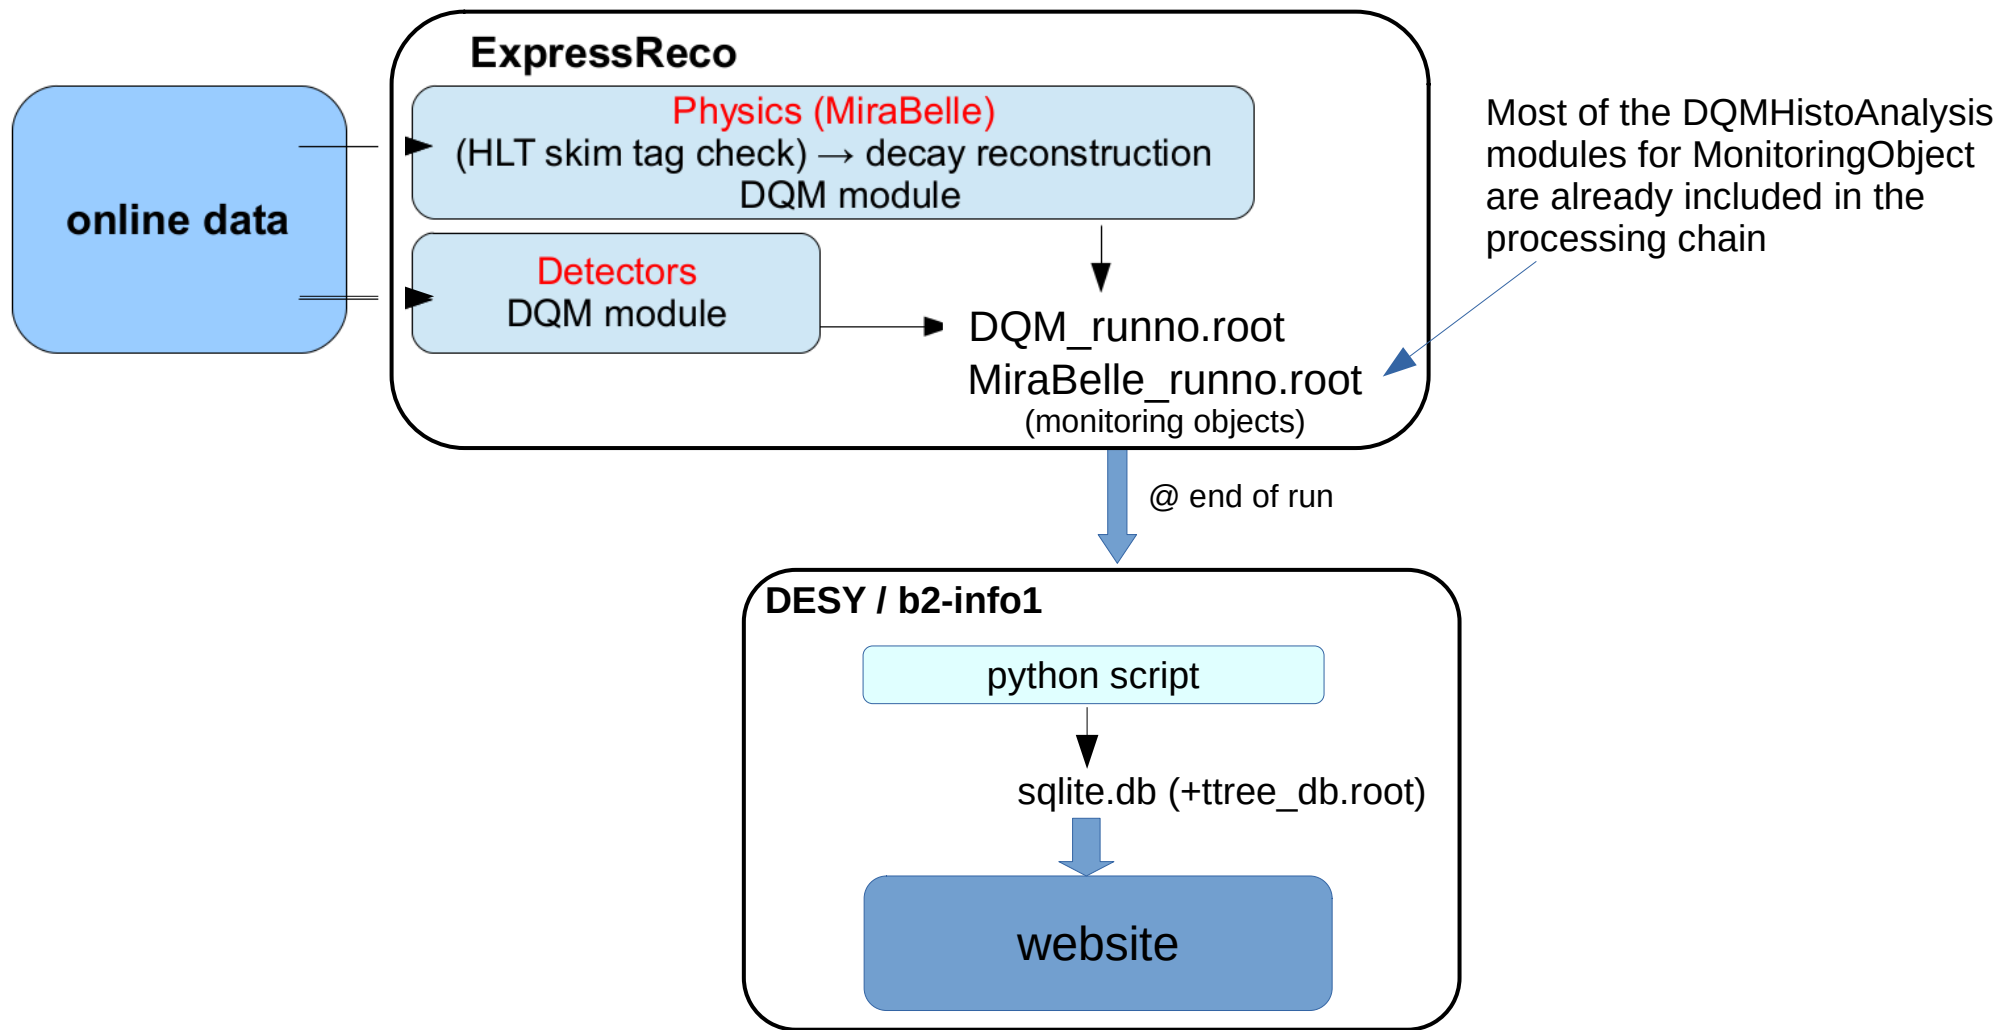 ExpressReco
online data
Physics (MiraBelle)
(HLT skim tag check) → decay reconstruction
DQM module
Detectors
DQM module
DQM_runno.root
MiraBelle_runno.root
(monitoring objects)
Most of the DQMHistoAnalysis
modules for MonitoringObject
are already included in the
processing chain
@ end of run
DESY / b2-info1
python script
sqlite.db (+ttree_db.root)
website